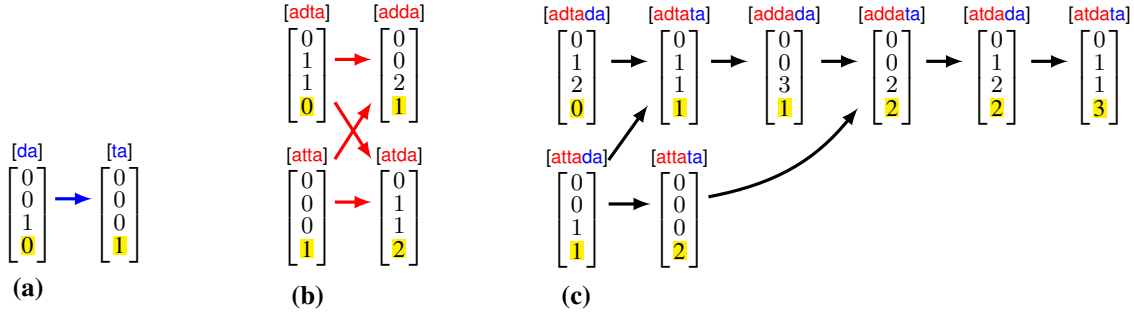 [adta] [adda]
0 0
1 0
1 2
0 1
[atta] [atda]
0 0
0 1
0 1
1 2
[da] [ta]
0 0
0 0
1 0
0 1
[adtada] [adtata] [addada] [addata] [atdada] [atdata]
0 0 0 0 0 0
1 1 0 0 1 1
2 1 3 2 2 1
0 1 1 2 2 3
[attada] [attata]
0 0
0 0
1 0
1 2
(a) (b) (c)